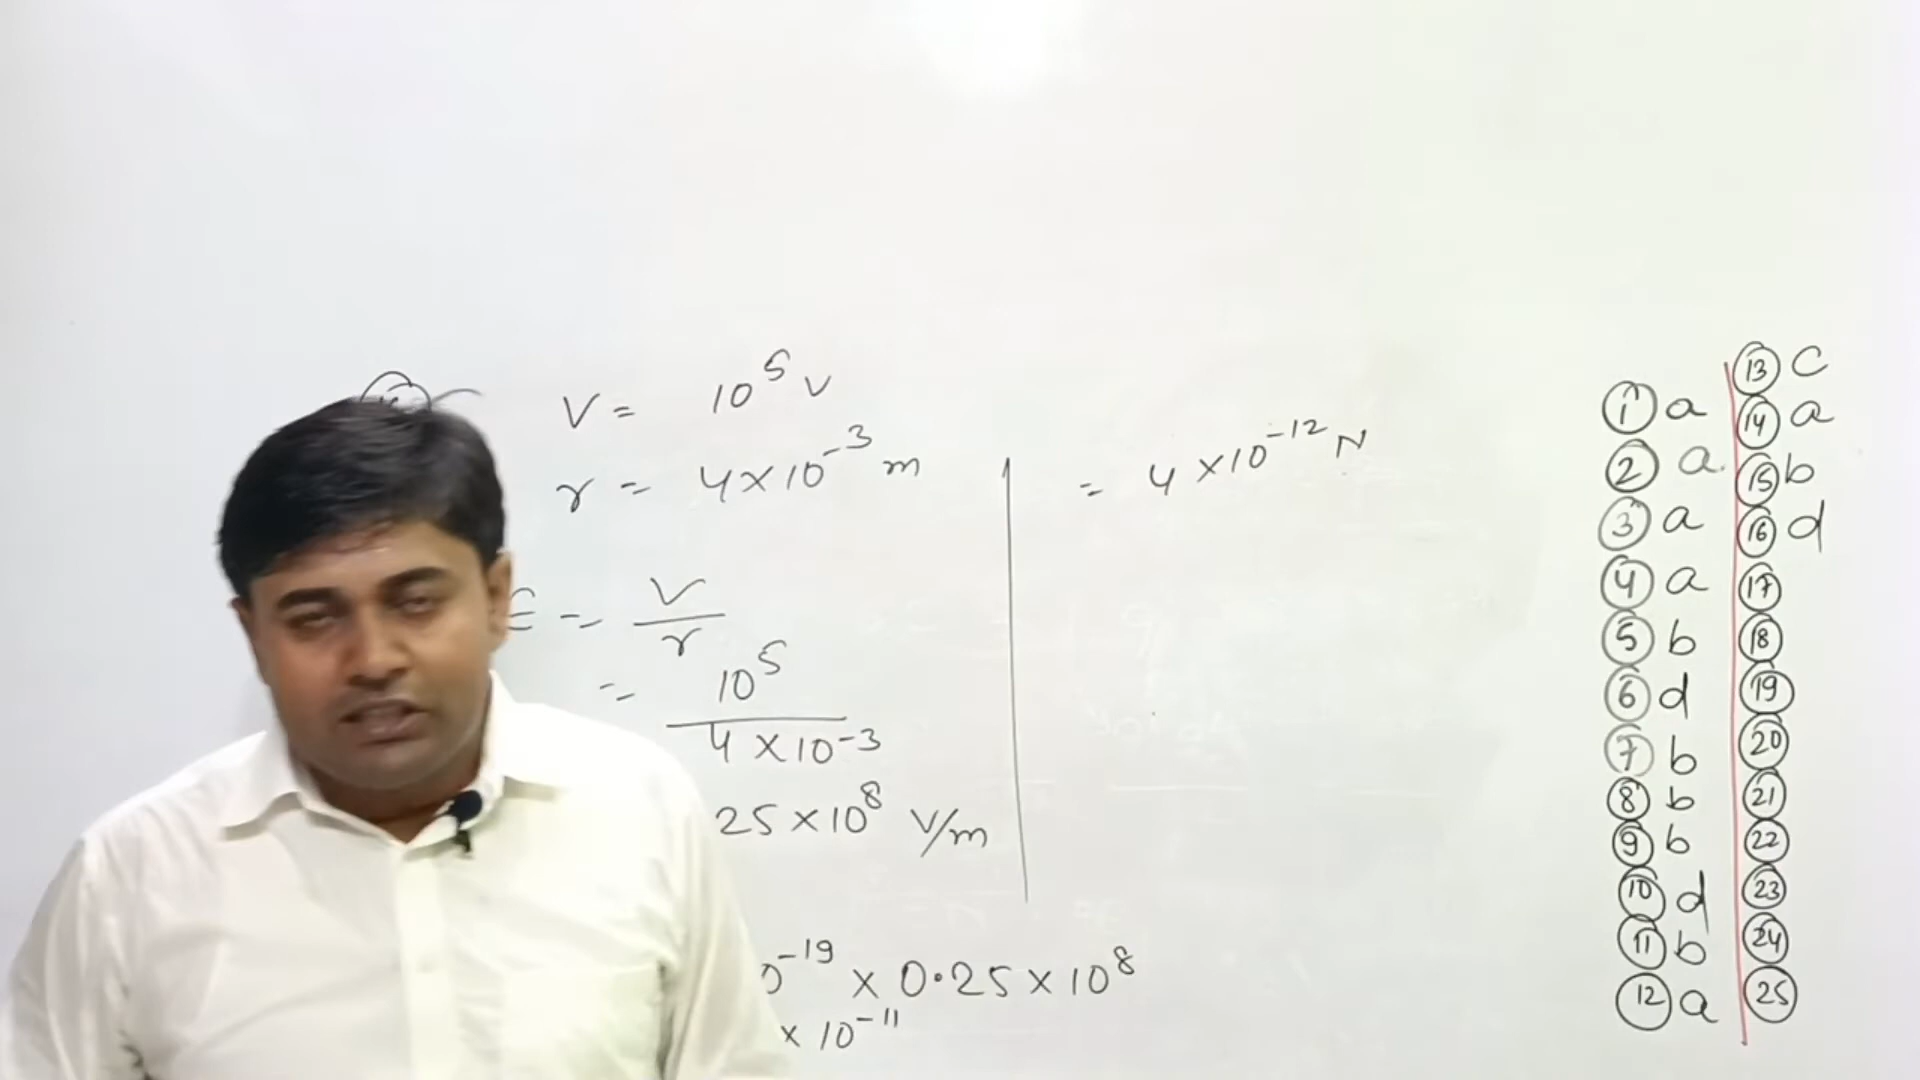 V = 10⁵ V
r = 4×10⁻³ m
E = V/r
= 10⁵ / 4×10⁻³
25×10⁸ V/m
0⁻¹⁹ × 0.25×10⁸
×10⁻¹¹
= 4×10⁻¹² N
① a
② a.
③ a
④ a
⑤ b
⑥ d
⑦ b
⑧ b
⑨ b
⑩ d
⑪ b
⑫ a
⑬ c
⑭ a
⑮ b
⑯ d
⑰
⑱
⑲
⑳
㉑
㉒
㉓
㉔
㉕